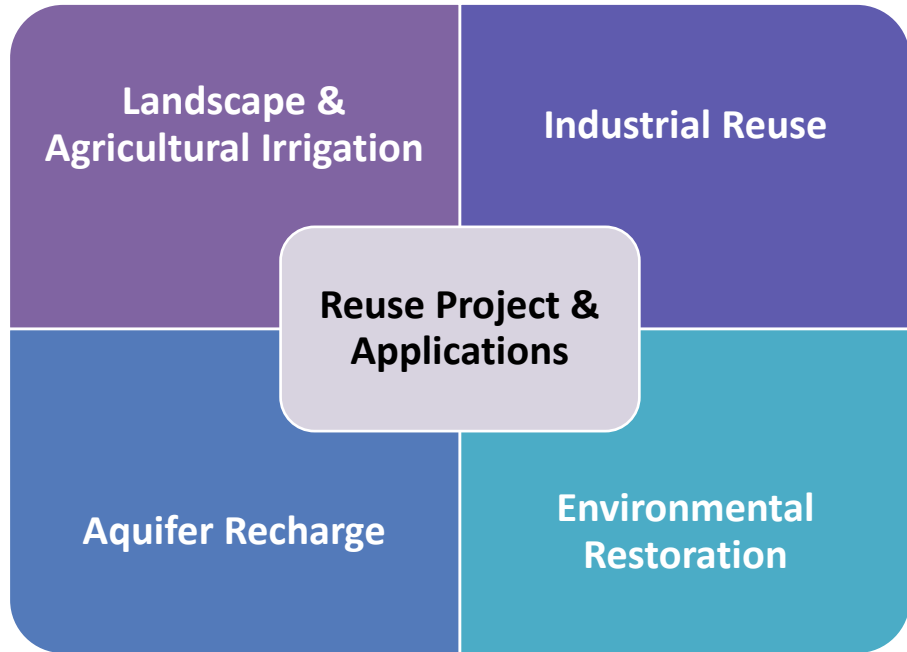 Landscape &
Agricultural Irrigation
Industrial Reuse
Reuse Project &
Applications
Aquifer Recharge
Environmental
Restoration